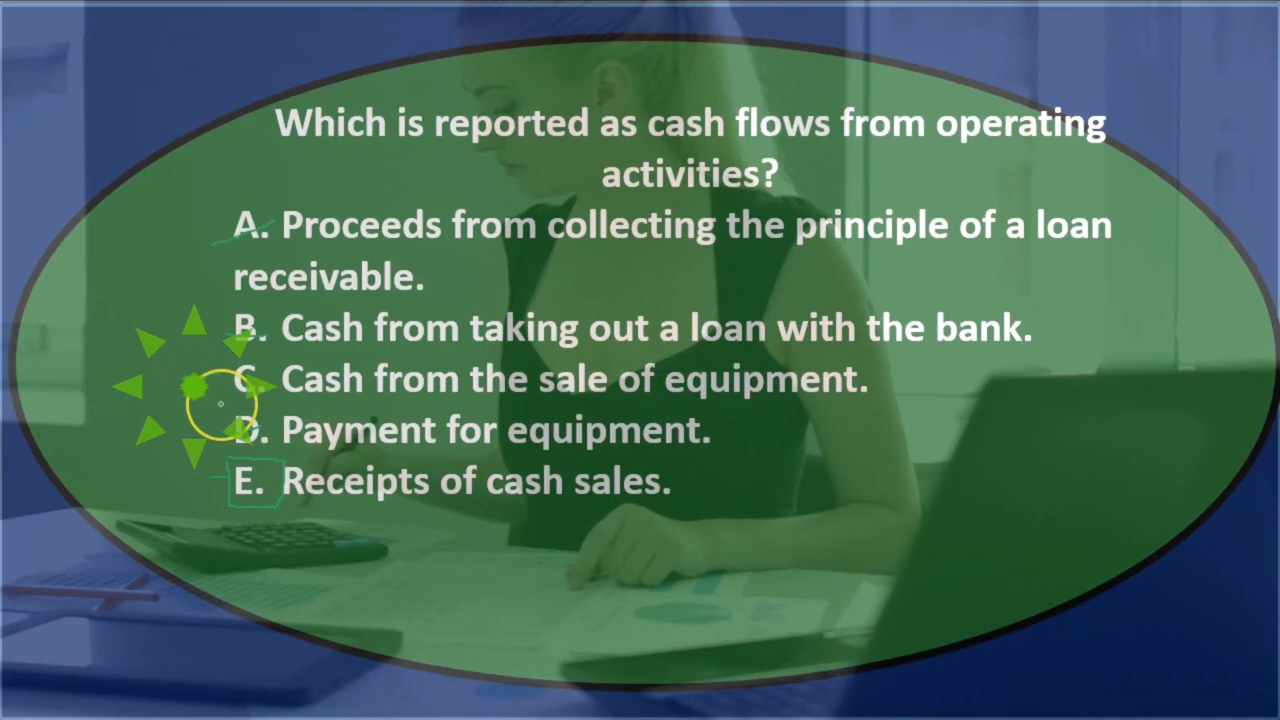 Which is reported as cash flows from operating
activities?
A. Proceeds from collecting the principle of a loan
receivable.
B. Cash from taking out a loan with the bank.
C. Cash from the sale of equipment.
D. Payment for equipment.
E. Receipts of cash sales.